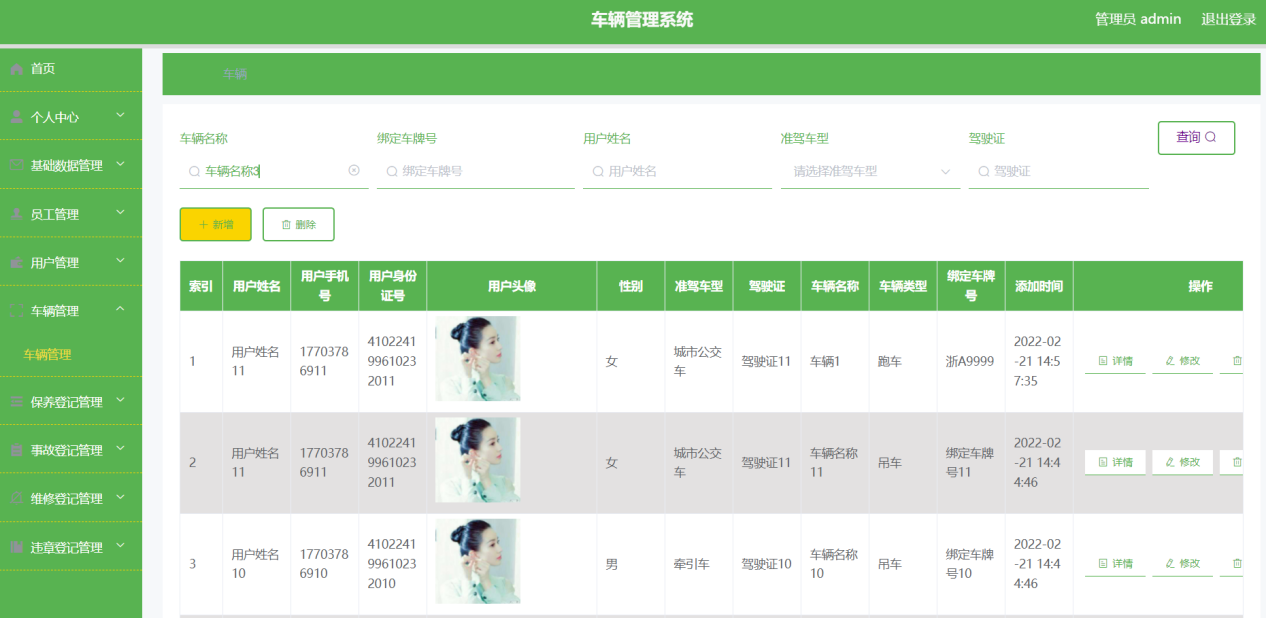 车辆管理系统
管理员 admin 退出登录
首页
个人中心
基础数据管理
员工管理
用户管理
车辆管理
车辆管理
保养登记管理
事故登记管理
维修登记管理
违章登记管理
车辆
车辆名称 绑定车牌号 用户姓名 准驾车型 驾驶证
车辆名称3 绑定车牌号 用户姓名 请选择准驾车型 驾驶证
查询
新增 删除
索引 用户姓名 用户手机号 用户身份证号 用户头像 性别 准驾车型 驾驶证 车辆名称 车辆类型 绑定车牌号 添加时间 操作
1 用户姓名11 17703786911 410224199610232011 女 城市公交车 驾驶证11 车辆1 跑车 浙A9999 2022-02-21 14:57:35 详情 修改
2 用户姓名11 17703786911 410224199610232011 女 城市公交车 驾驶证11 车辆名称11 吊车 绑定车牌号11 2022-02-21 14:44:46 详情 修改
3 用户姓名10 17703786910 410224199610232010 男 牵引车 驾驶证10 车辆名称10 吊车 绑定车牌号10 2022-02-21 14:44:46 详情 修改